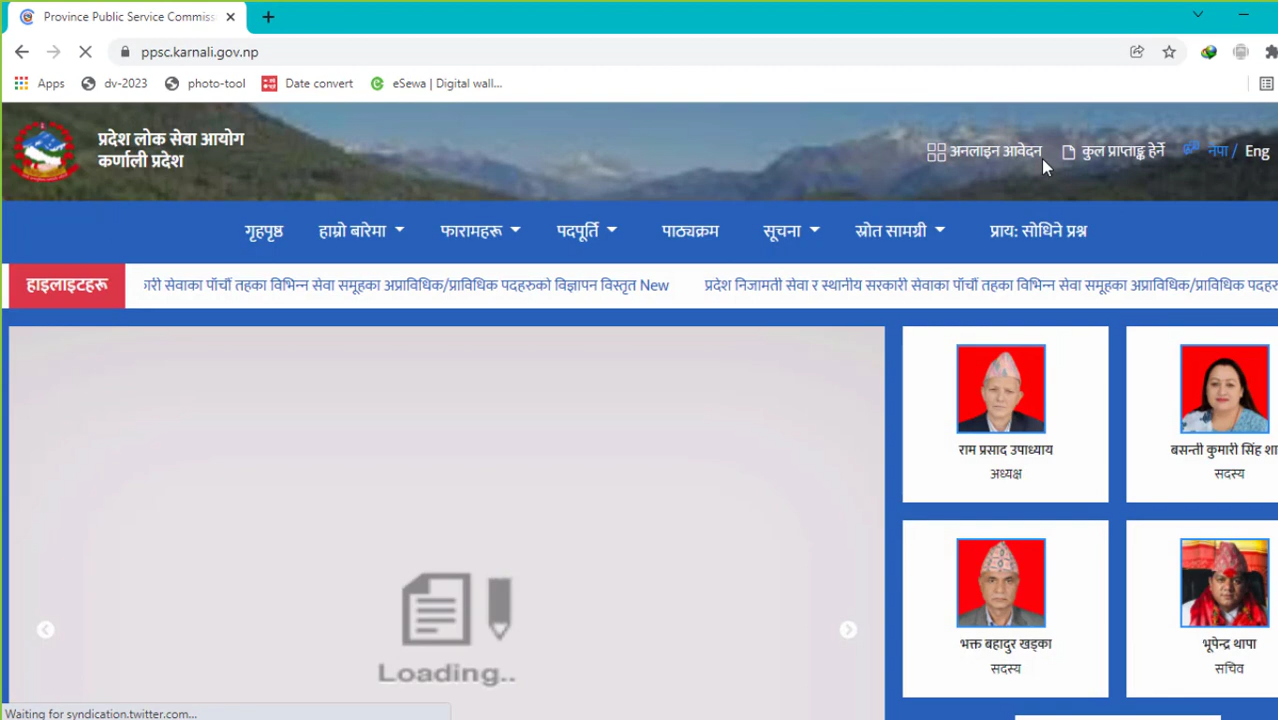 Province Public Service Commiss
ppsc.karnali.gov.np
Apps dv-2023 photo-tool Date convert eSewa | Digital wall...
प्रदेश लोक सेवा आयोग
कर्णाली प्रदेश
अनलाइन आवेदन कुल प्राप्ताङ्क हेर्ने नेपा / Eng
गृहपृष्ठ हाम्रो बारेमा फारामहरू पदपूर्ति पाठ्यक्रम सूचना स्रोत सामग्री प्राय: सोधिने प्रश्न
हाइलाइटहरू ारी सेवाका पाँचौं तहका विभिन्न सेवा समूहका अप्राविधिक/प्राविधिक पदहरुको विज्ञापन विस्तृत New प्रदेश निजामती सेवा र स्थानीय सरकारी सेवाका पाँचौं तहका विभिन्न सेवा समूहका अप्राविधिक/प्राविधिक पदहरु
राम प्रसाद उपाध्याय
अध्यक्ष
बसन्ती कुमारी सिंह शा
सदस्य
भक्त बहादुर खड्का
सदस्य
भूपेन्द्र थापा
सचिव
Loading..
Waiting for syndication.twitter.com...